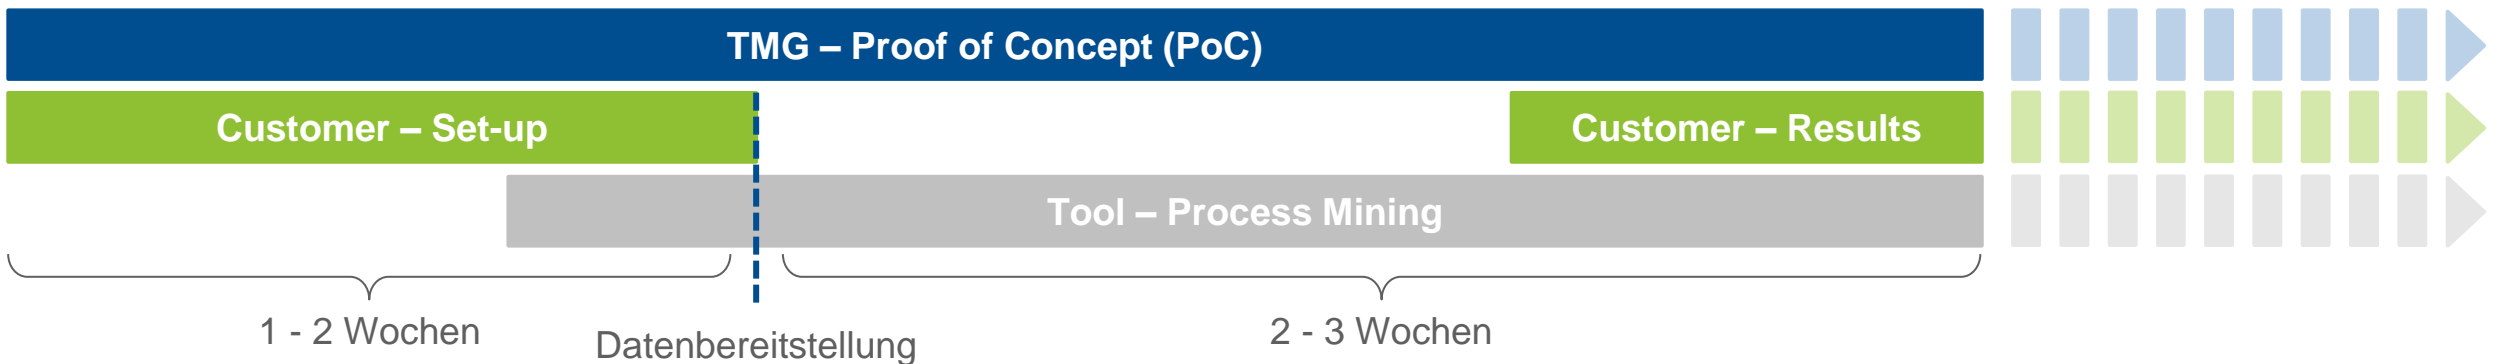 TMG – Proof of Concept (PoC)
Customer – Set-up
Customer – Results
Tool – Process Mining
1 - 2 Wochen
Datenbereitstellung
2 - 3 Wochen